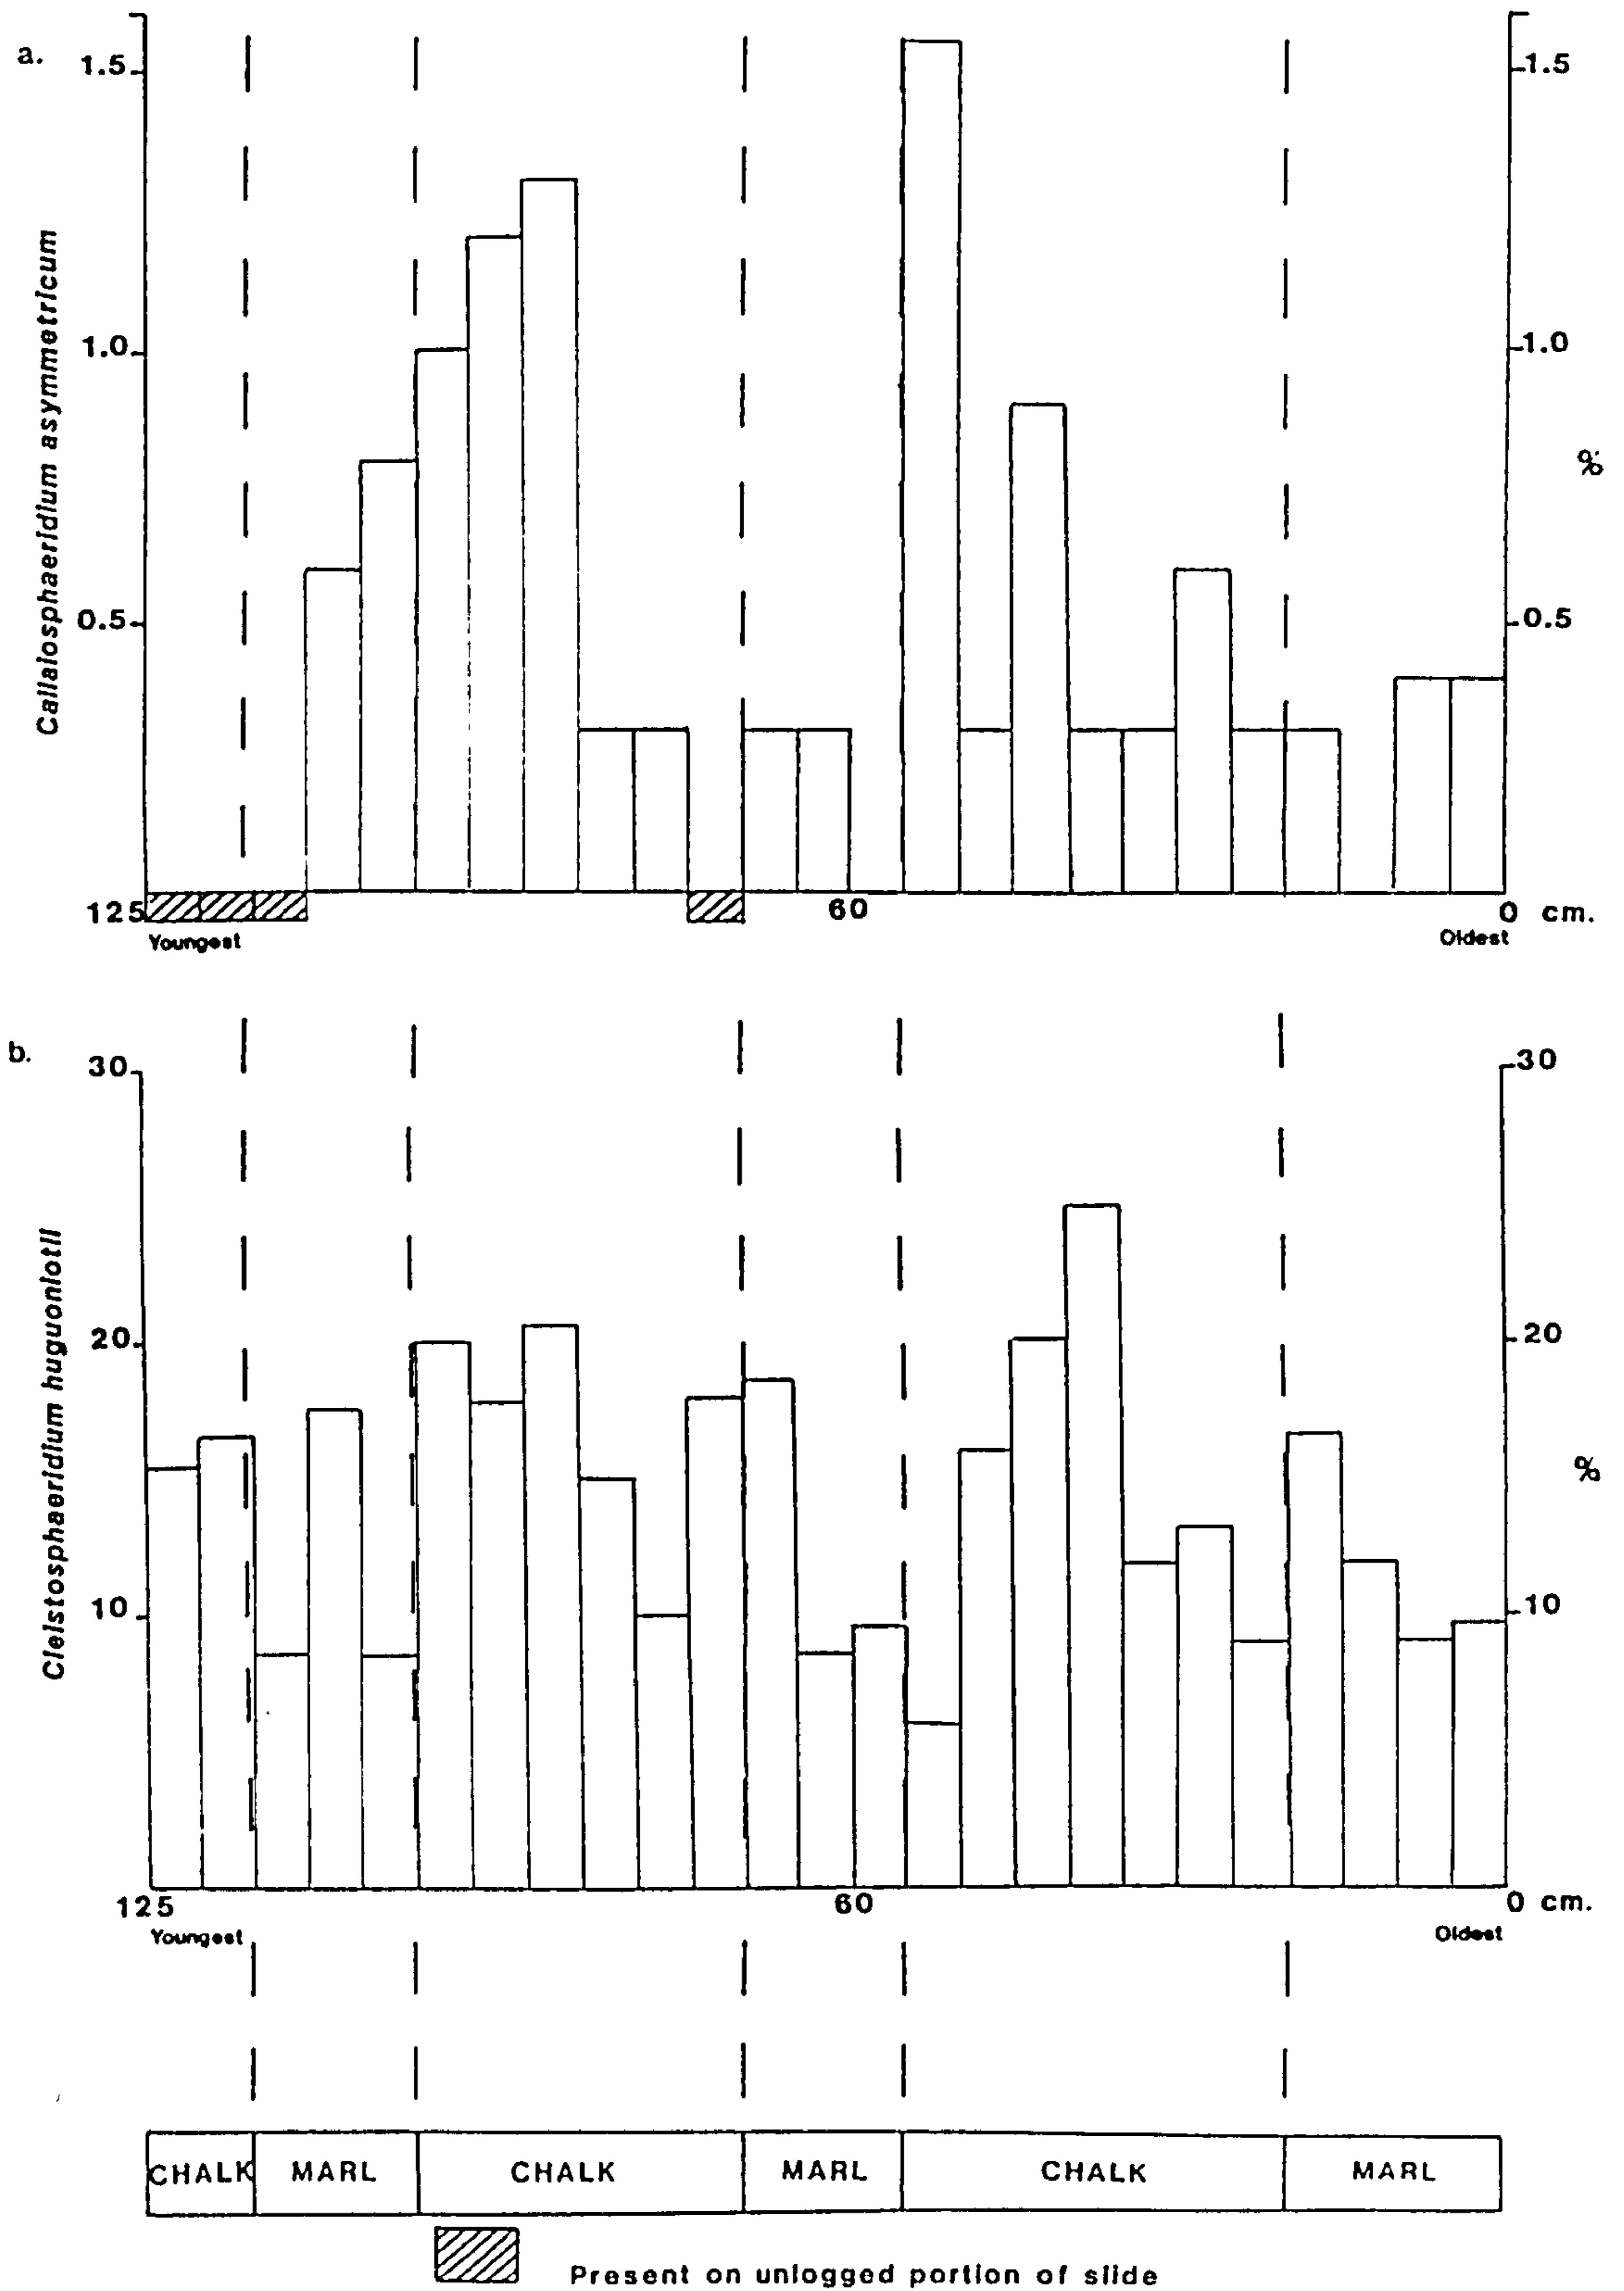 a.
1.5
1.5
1.0
1.0
Callaiosphaeridium asymmetricum
%
0.5
0.5
125
60
0 cm.
Youngest
Oldest
b.
30
30
20
20
Cleistosphaeridium huguoniotii
%
10
10
125
60
0 cm.
Youngest
Oldest
CHALK MARL CHALK MARL CHALK MARL
Present on unlogged portion of slide